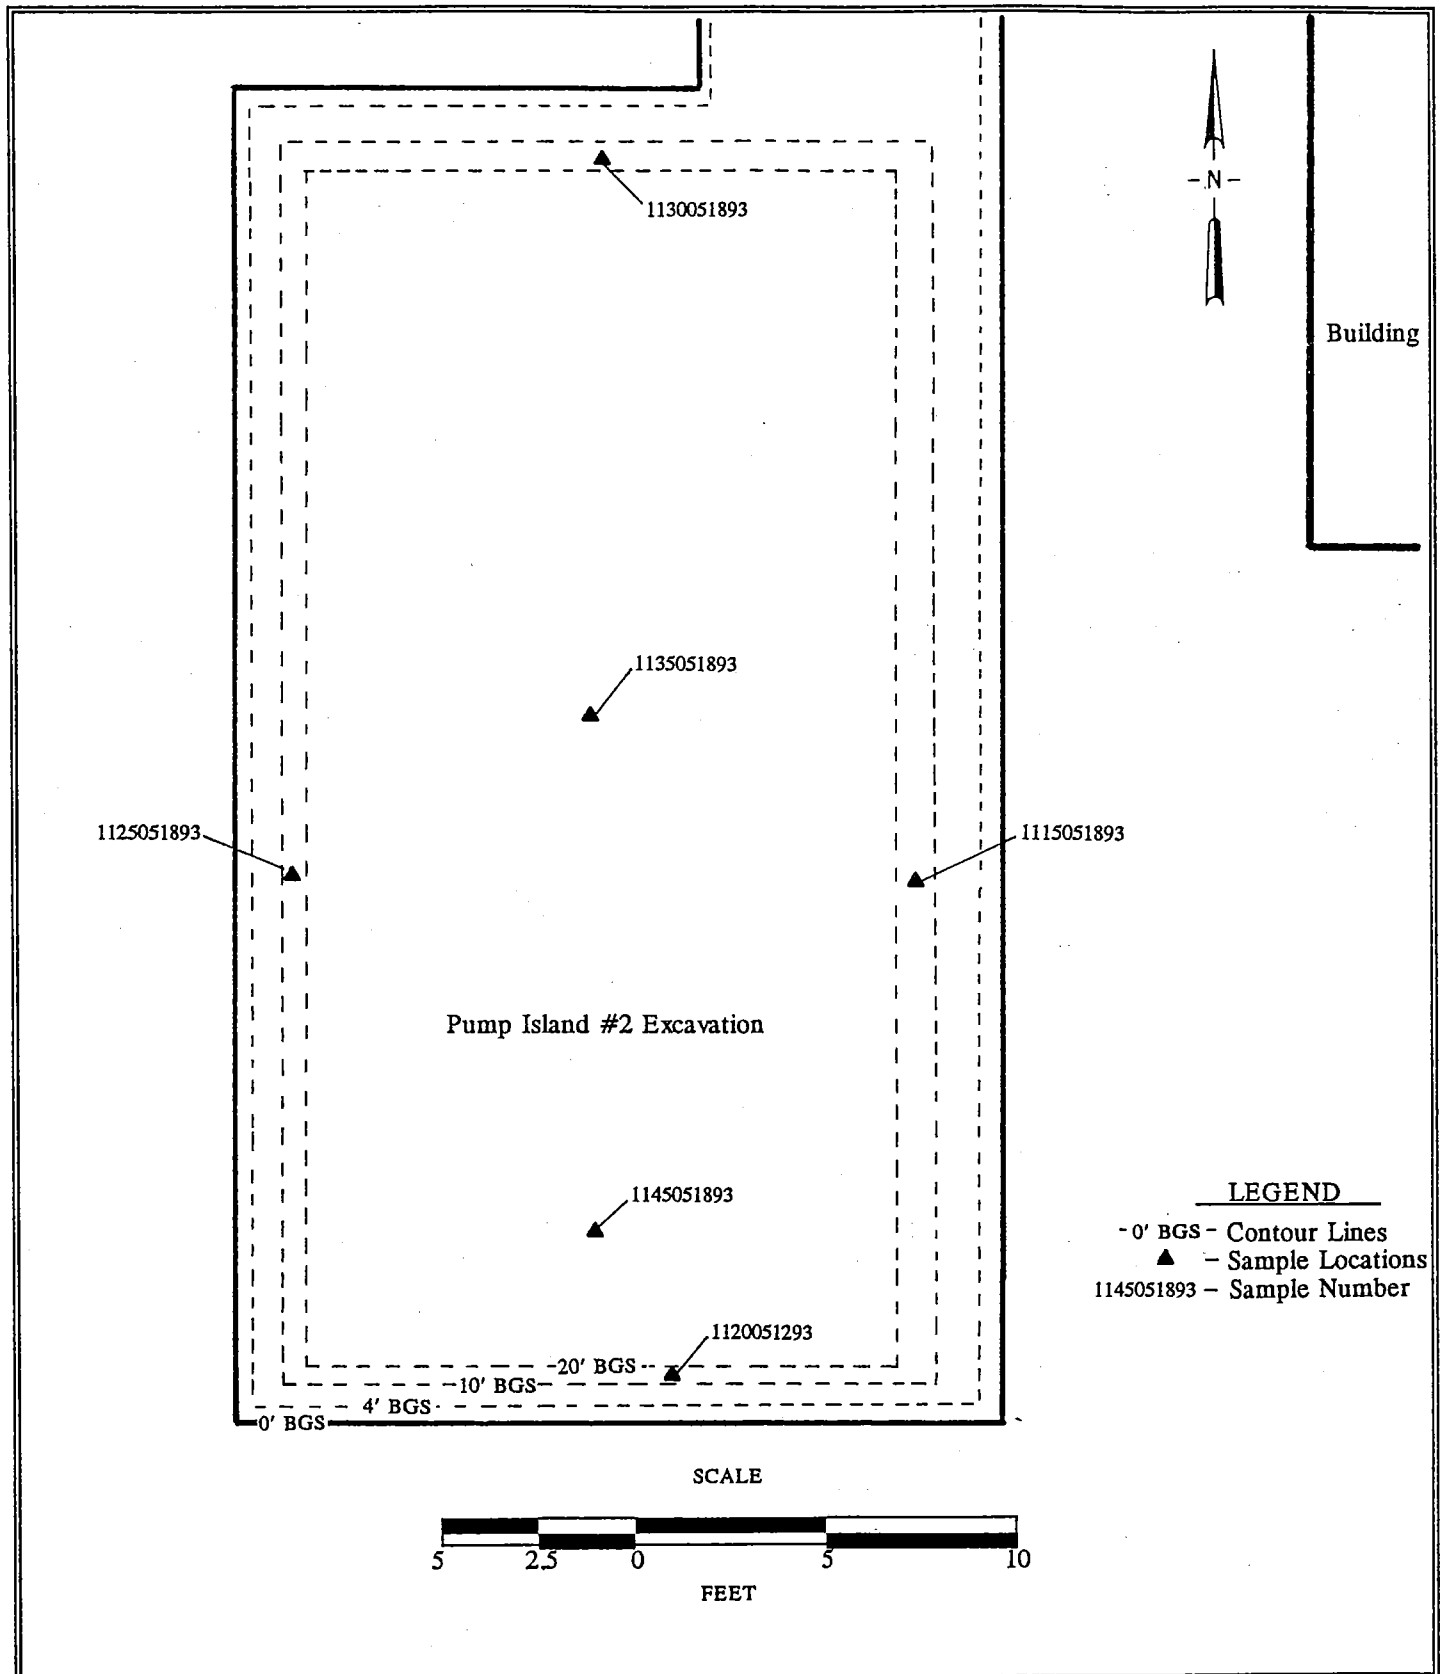 1130051893
- N -
Building
1135051893
1125051893
1115051893
Pump Island #2 Excavation
1145051893
1120051293
20' BGS
10' BGS
4' BGS
0' BGS
LEGEND
- 0' BGS - Contour Lines
- Sample Locations
1145051893 - Sample Number
SCALE
5 2.5 0 5 10
FEET